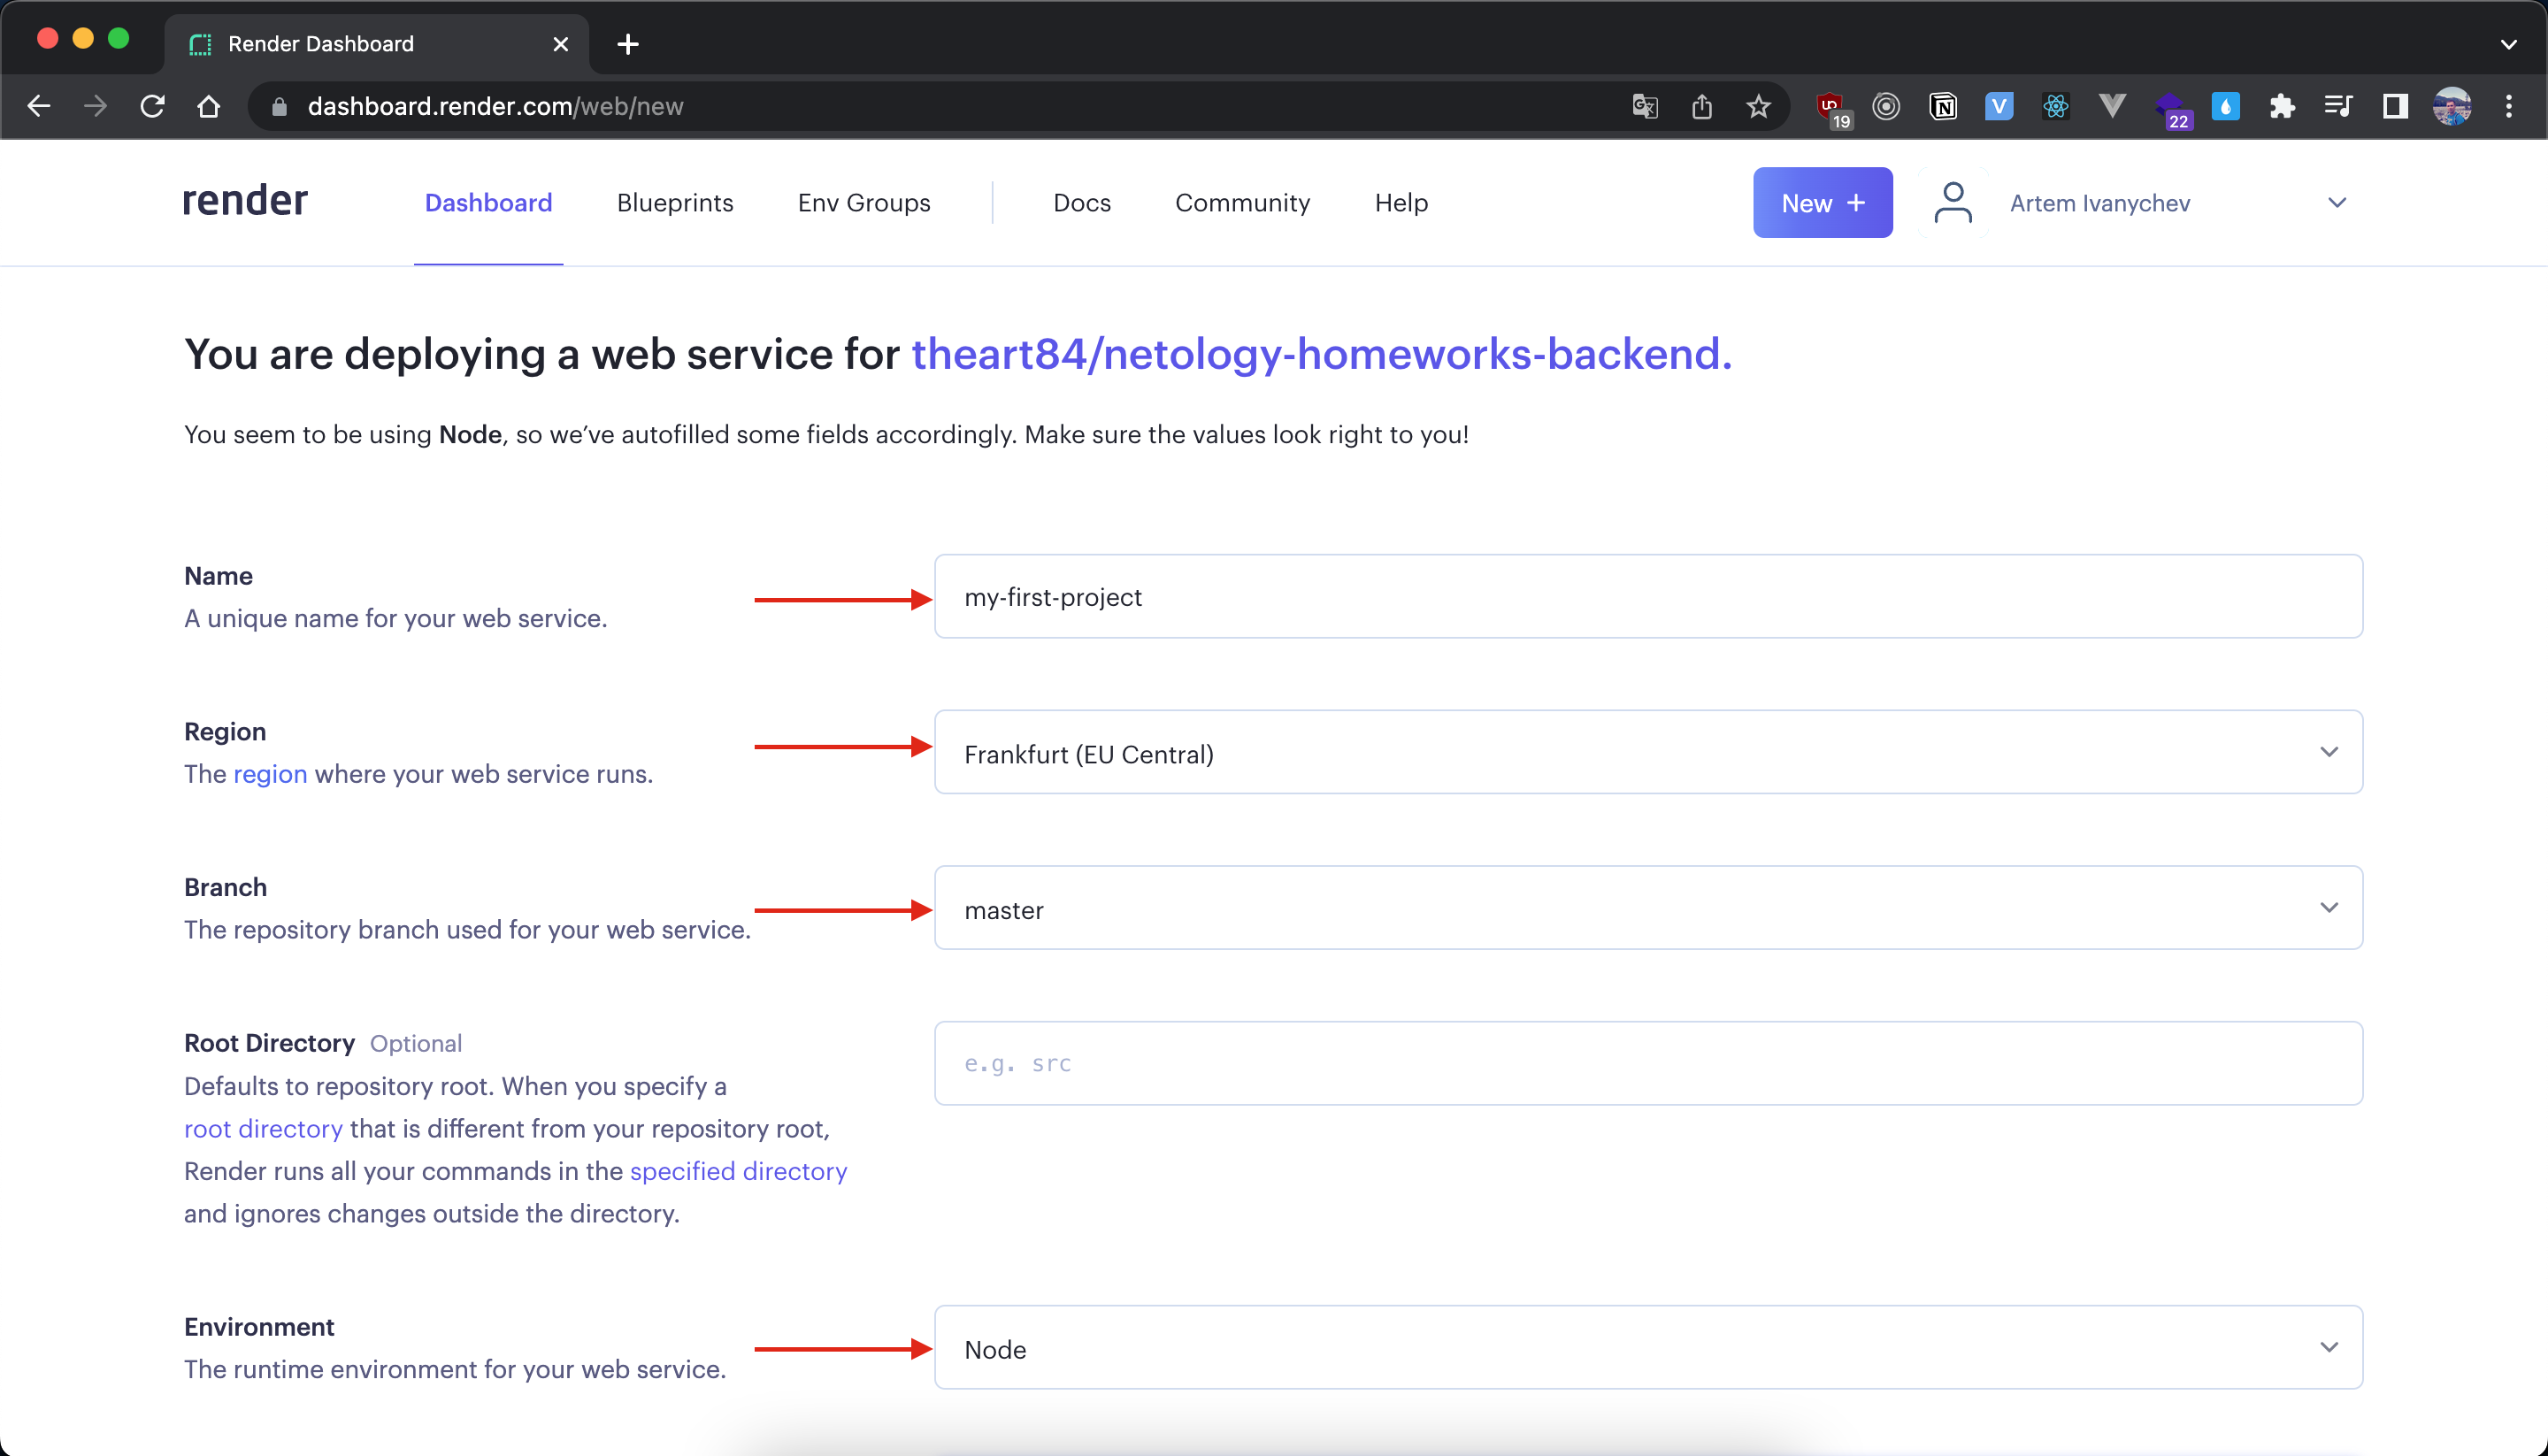 Render Dashboard
dashboard.render.com/web/new
19
22
render Dashboard Blueprints Env Groups Docs Community Help New + Artem Ivanychev
You are deploying a web service for theart84/netology-homeworks-backend.
You seem to be using Node, so we've autofilled some fields accordingly. Make sure the values look right to you!
Name
A unique name for your web service.
my-first-project
Region
The region where your web service runs.
Frankfurt (EU Central)
Branch
The repository branch used for your web service.
master
Root Directory Optional
Defaults to repository root. When you specify a
root directory that is different from your repository root,
Render runs all your commands in the specified directory
and ignores changes outside the directory.
e.g. src
Environment
The runtime environment for your web service.
Node